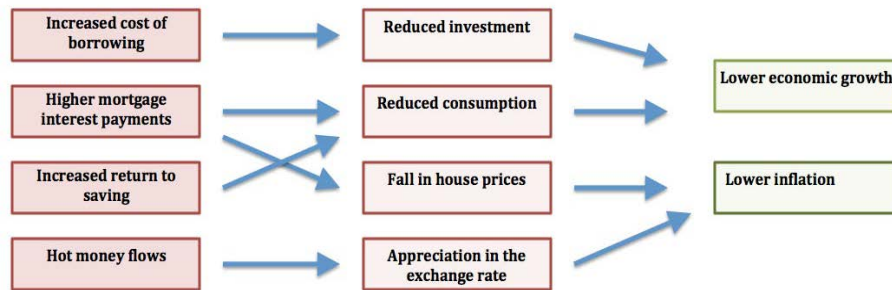 Increased cost of
borrowing
Reduced investment
Higher mortgage
interest payments
Reduced consumption
Lower economic growth
Increased return to
saving
Fall in house prices
Lower inflation
Hot money flows
Appreciation in the
exchange rate